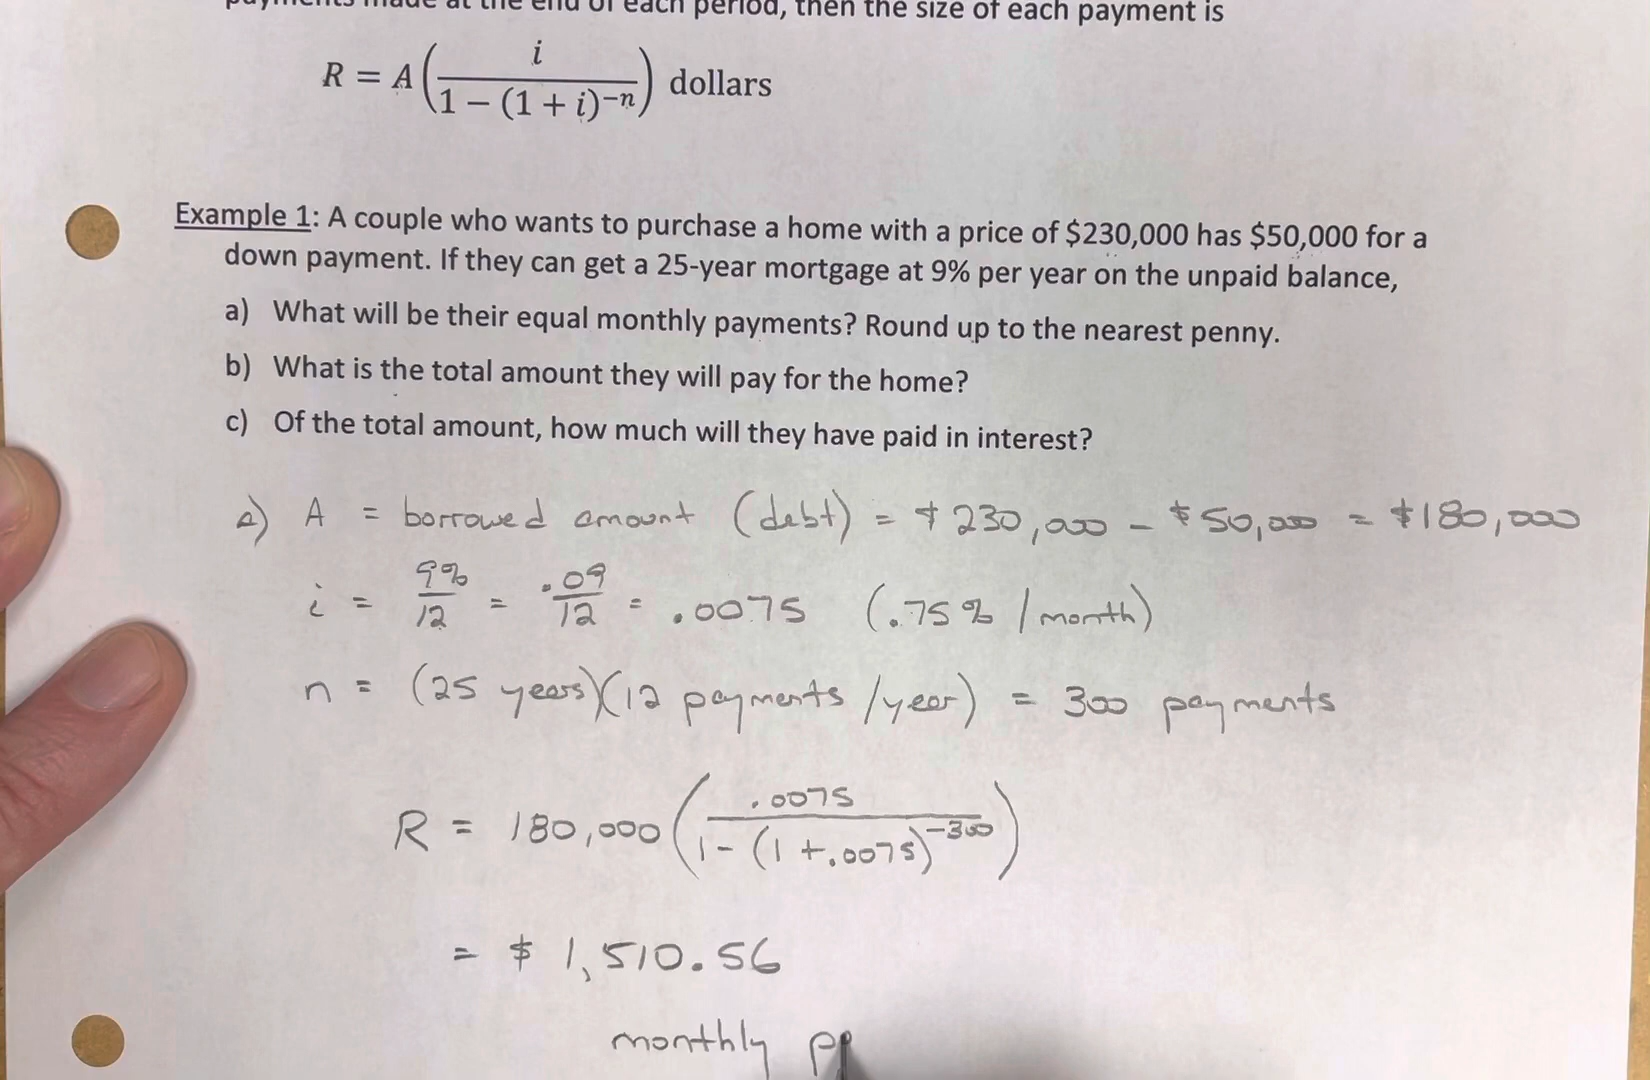 payments made at the end of each period, then the size of each payment is
R = A(i / (1 − (1 + i)^−n)) dollars
Example 1: A couple who wants to purchase a home with a price of $230,000 has $50,000 for a
down payment. If they can get a 25-year mortgage at 9% per year on the unpaid balance,
a) What will be their equal monthly payments? Round up to the nearest penny.
b) What is the total amount they will pay for the home?
c) Of the total amount, how much will they have paid in interest?
a) A = borrowed amount (debt) = $230,000 − $50,000 = $180,000
i = 9%/12 = .09/12 = .0075 (.75% / month)
n = (25 years)(12 payments / year) = 300 payments
R = 180,000(.0075 / (1 − (1 + .0075)^−300))
= $ 1,510.56
monthly